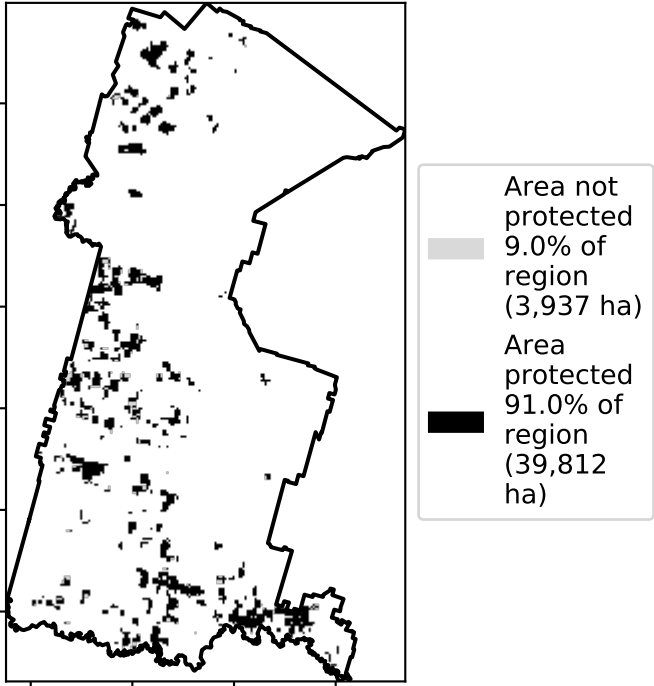 Area not
protected
9.0% of
region
(3,937 ha)
Area
protected
91.0% of
region
(39,812
ha)